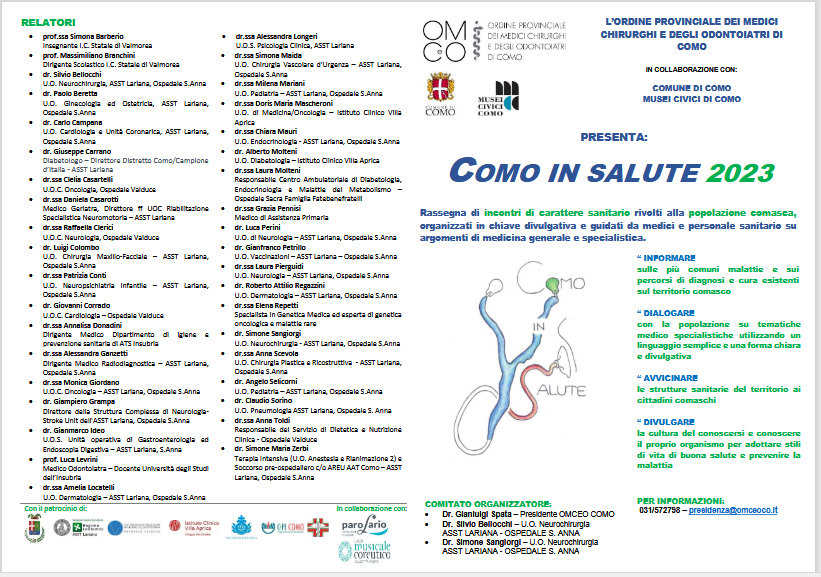 RELATORI
prof.ssa Simona Barberio
Insegnante I.C. Statale di Valmorea
prof. Massimiliano Branchini
Dirigente Scolastico I.C. Statale di Valmorea
dr. Silvio Bellocchi
U.O. Neurochirurgia, ASST Lariana, Ospedale S.Anna
dr. Paolo Beretta
U.O. Ginecologia ed Ostetricia, ASST Lariana,
Ospedale S.Anna
dr. Carlo Campana
U.O. Cardiologia e Unità Coronarica, ASST Lariana,
Ospedale S.Anna
dr. Giuseppe Carrano
Diabetologo – Direttore Distretto Como/Campione
d'Italia - ASST Lariana
dr.ssa Clelia Casartelli
U.O.C. Oncologia, Ospedale Valduce
dr.ssa Daniela Casarotti
Medico Geriatra, Direttore ff UOC Riabilitazione
Specialistica Neuromotoria – ASST Lariana
dr.ssa Raffaella Clerici
U.O.C. Neurologia, Ospedale Valduce
dr. Luigi Colombo
U.O. Chirurgia Maxillo-Facciale – ASST Lariana,
Ospedale S.Anna
dr.ssa Patrizia Conti
U.O. Neuropsichiatria Infantile – ASST Lariana,
Ospedale S.Anna
dr. Giovanni Corrado
U.O.C. Cardiologia – Ospedale Valduce
dr.ssa Annalisa Donadini
Dirigente Medico Dipartimento di Igiene e
prevenzione sanitaria di ATS Insubria
dr.ssa Alessandra Ganzetti
Dirigente Medico Radiodiagnostica – ASST Lariana,
Ospedale S.Anna
dr.ssa Monica Giordano
U.O.C. Oncologia – ASST Lariana, Ospedale S.Anna
dr. Giampiero Grampa
Direttore della Struttura Complessa di Neurologia-
Stroke Unit dell'ASST Lariana, Ospedale S.Anna
dr. Gianmarco Ideo
U.O.S. Unità operativa di Gastroenterologia ed
Endoscopia Digestiva – ASST Lariana, S.Anna
prof. Luca Levrini
Medico Odontoiatra – Docente Università degli Studi
dell'Insubria
dr.ssa Amelia Locatelli
U.O. Dermatologia – ASST Lariana, Ospedale S.Anna
dr.ssa Alessandra Longeri
U.O.S. Psicologia Clinica, ASST Lariana
dr.ssa Simona Maida
U.O. Chirurgia Vascolare d'Urgenza – ASST Lariana,
Ospedale S.Anna
dr.ssa Milena Mariani
U.O. Pediatria – ASST Lariana, Ospedale S.Anna
dr.ssa Doris Maria Mascheroni
U.O. di Medicina/Oncologia – Istituto Clinico Villa
Aprica
dr.ssa Chiara Mauri
U.O. Endocrinologia - ASST Lariana, Ospedale S.Anna
dr. Alberto Molteni
U.O. Diabetologia – Istituto Clinico Villa Aprica
dr.ssa Laura Molteni
Responsabile Centro Ambulatoriale di Diabetologia,
Endocrinologia e Malattie del Metabolismo –
Ospedale Sacra Famiglia Fatebenefratelli
dr.ssa Grazia Pennisi
Medico di Assistenza Primaria
dr. Luca Perini
U.O. di Neurologia – ASST Lariana, Ospedale S.Anna
dr. Gianfranco Petrillo
U.O. Vaccinazioni – ASST Lariana – Ospedale S.Anna
dr.ssa Laura Pierguidi
U.O. Neurologia – ASST Lariana, Ospedale S.Anna
dr. Roberto Attilio Regazzini
U.O. Dermatologia – ASST Lariana, Ospedale S.Anna
dr.ssa Elena Repetti
Specialista in Genetica Medica ed esperta di genetica
oncologica e malattie rare
dr. Simone Sangiorgi
U.O. Neurochirurgia - ASST Lariana, Ospedale S.Anna
dr.ssa Anna Scevola
U.O. Chirurgia Plastica e Ricostruttiva - ASST Lariana,
Ospedale S.Anna
dr. Angelo Selicorni
U.O. Pediatria – ASST Lariana, Ospedale S.Anna
dr. Claudio Sorino
U.O. Pneumologia ASST Lariana, Ospedale S. Anna
dr.ssa Anna Toldi
Responsabile del Servizio di Dietetica e Nutrizione
Clinica - Ospedale Valduce
dr. Simone Maria Zerbi
Terapia Intensiva (U.O. Anestesia e Rianimazione 2) e
Soccorso pre-ospedaliero c/o AREU AAT Como – ASST
Lariana, Ospedale S.Anna
Con il patrocinio di:
In collaborazione con:
Istituto Clinico
Villa Aprica
OPI COMO
parolario
musicale
coreutico
OMCeO
ORDINE PROVINCIALE
DEI MEDICI CHIRURGHI
E DEGLI ODONTOIATRI
DI COMO
COMUNE DI
COMO
MUSEI
CIVICI
COMO
L'ORDINE PROVINCIALE DEI MEDICI
CHIRURGHI E DEGLI ODONTOIATRI DI
COMO
IN COLLABORAZIONE CON:
COMUNE DI COMO
MUSEI CIVICI DI COMO
PRESENTA:
COMO IN SALUTE 2023
Rassegna di incontri di carattere sanitario rivolti alla popolazione comasca,
organizzati in chiave divulgativa e guidati da medici e personale sanitario su
argomenti di medicina generale e specialistica.
COMO
IN
SALUTE
“ INFORMARE
sulle più comuni malattie e sui
percorsi di diagnosi e cura esistenti
sul territorio comasco
“ DIALOGARE
con la popolazione su tematiche
medico specialistiche utilizzando un
linguaggio semplice e una forma chiara
e divulgativa
“ AVVICINARE
le strutture sanitarie del territorio ai
cittadini comaschi
“ DIVULGARE
la cultura del conoscersi e conoscere
il proprio organismo per adottare stili
di vita di buona salute e prevenire la
malattia
COMITATO ORGANIZZATORE:
Dr. Gianluigi Spata – Presidente OMCEO COMO
Dr. Silvio Bellocchi – U.O. Neurochirurgia
ASST LARIANA - OSPEDALE S. ANNA
Dr. Simone Sangiorgi – U.O. Neurochirurgia
ASST LARIANA - OSPEDALE S. ANNA
PER INFORMAZIONI:
031/572798 – presidenza@omceoco.it